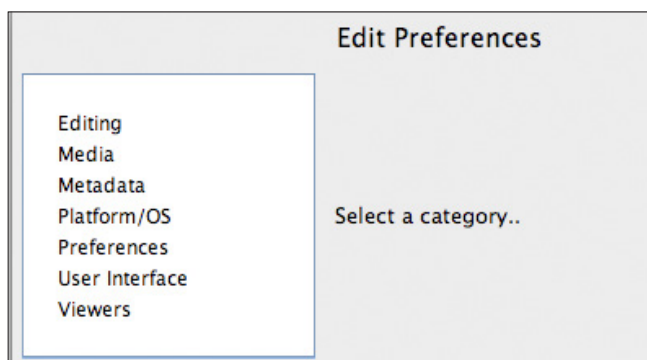 Edit Preferences
Editing
Media
Metadata
Platform/OS
Preferences
User Interface
Viewers
Select a category..